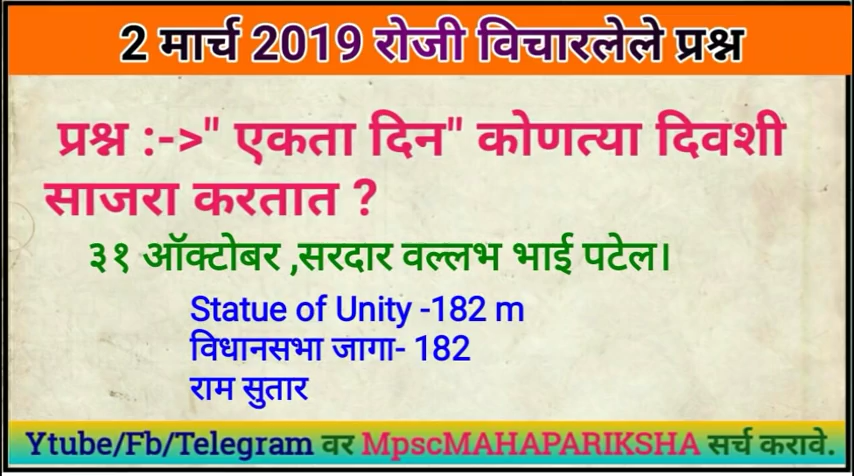 2 मार्च 2019 रोजी विचारलेले प्रश्न
प्रश्न :->" एकता दिन" कोणत्या दिवशी
साजरा करतात ?
३१ ऑक्टोबर ,सरदार वल्लभ भाई पटेल।
Statue of Unity -182 m
विधानसभा जागा- 182
राम सुतार
Ytube/Fb/Telegram वर MpscMAHAPARIKSHA सर्च करावे.